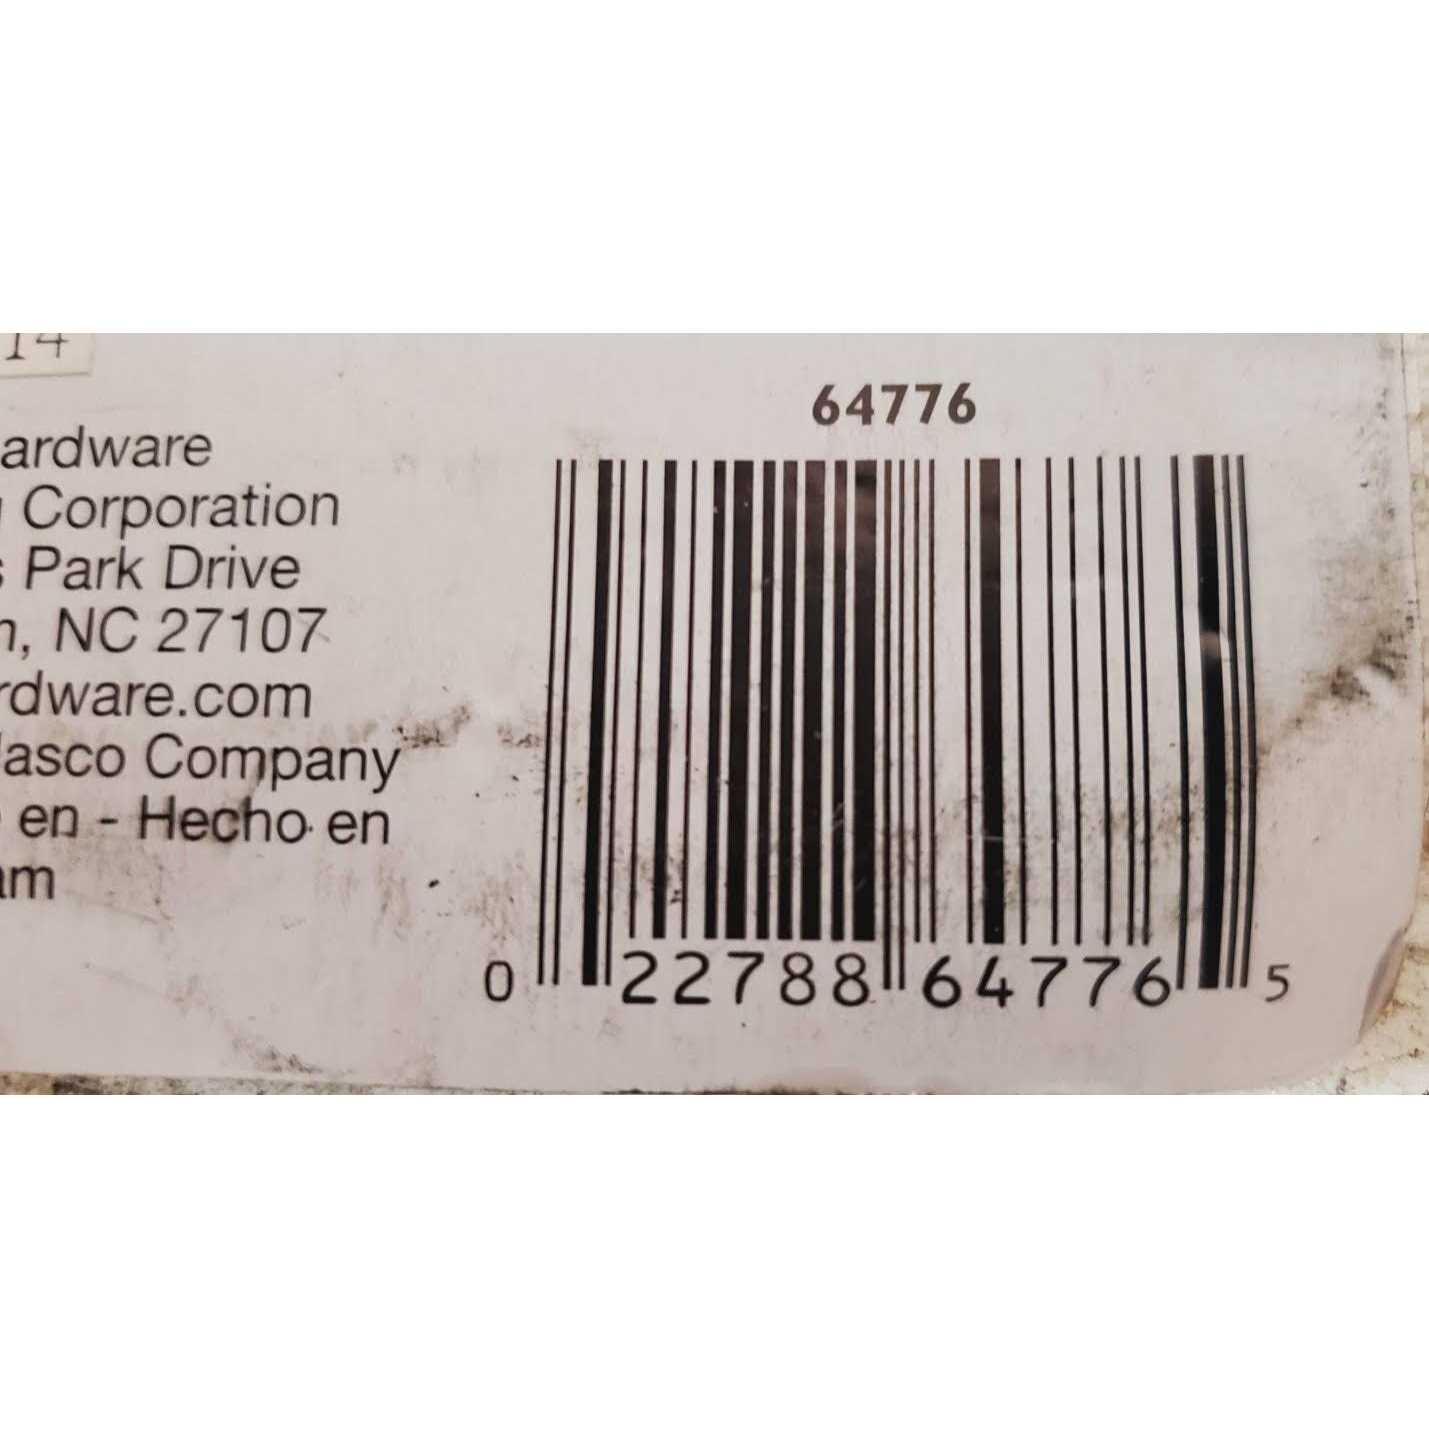 14
64776
ardware
Corporation
Park Drive
, NC 27107
rdware.com
Masco Company
en - Hecho en
am
0 22788 64776 5